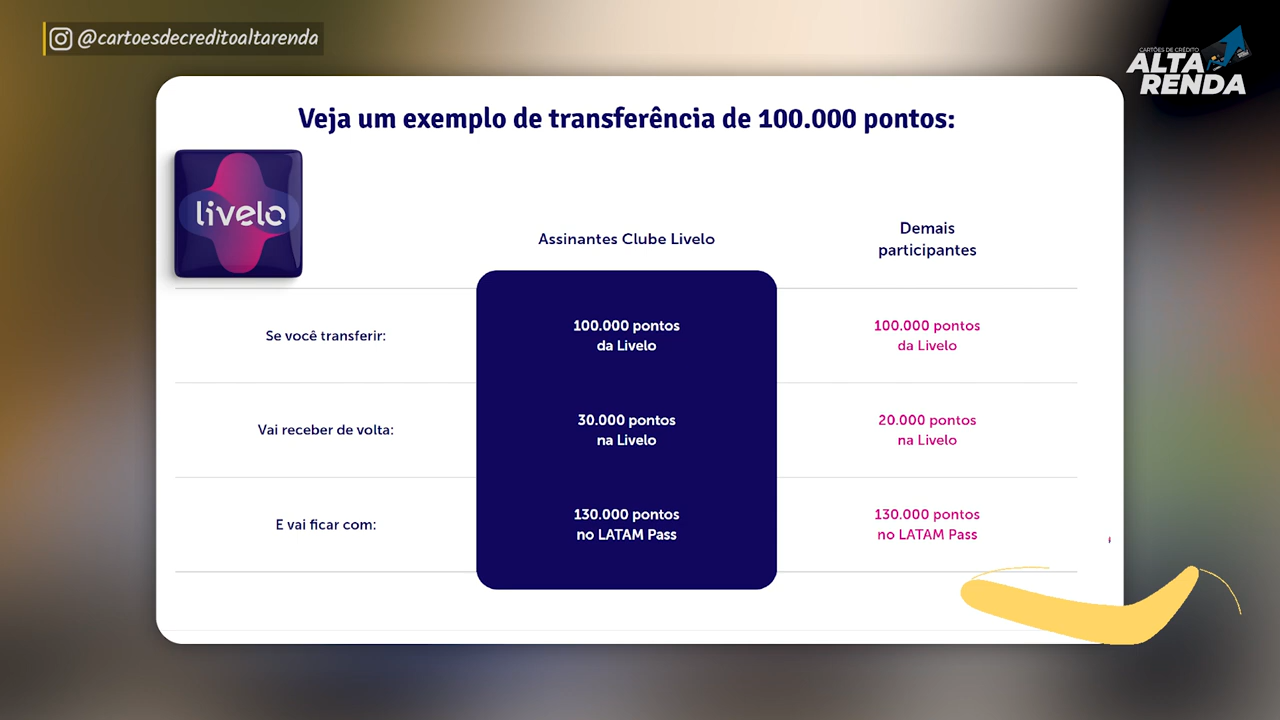 @cartoesdecreditoaltarenda
CARTÕES DE CRÉDITO
ALTA
RENDA
Veja um exemplo de transferência de 100.000 pontos:
livelo
Assinantes Clube Livelo
Demais
participantes
Se você transferir:
100.000 pontos
da Livelo
100.000 pontos
da Livelo
Vai receber de volta:
30.000 pontos
na Livelo
20.000 pontos
na Livelo
E vai ficar com:
130.000 pontos
no LATAM Pass
130.000 pontos
no LATAM Pass